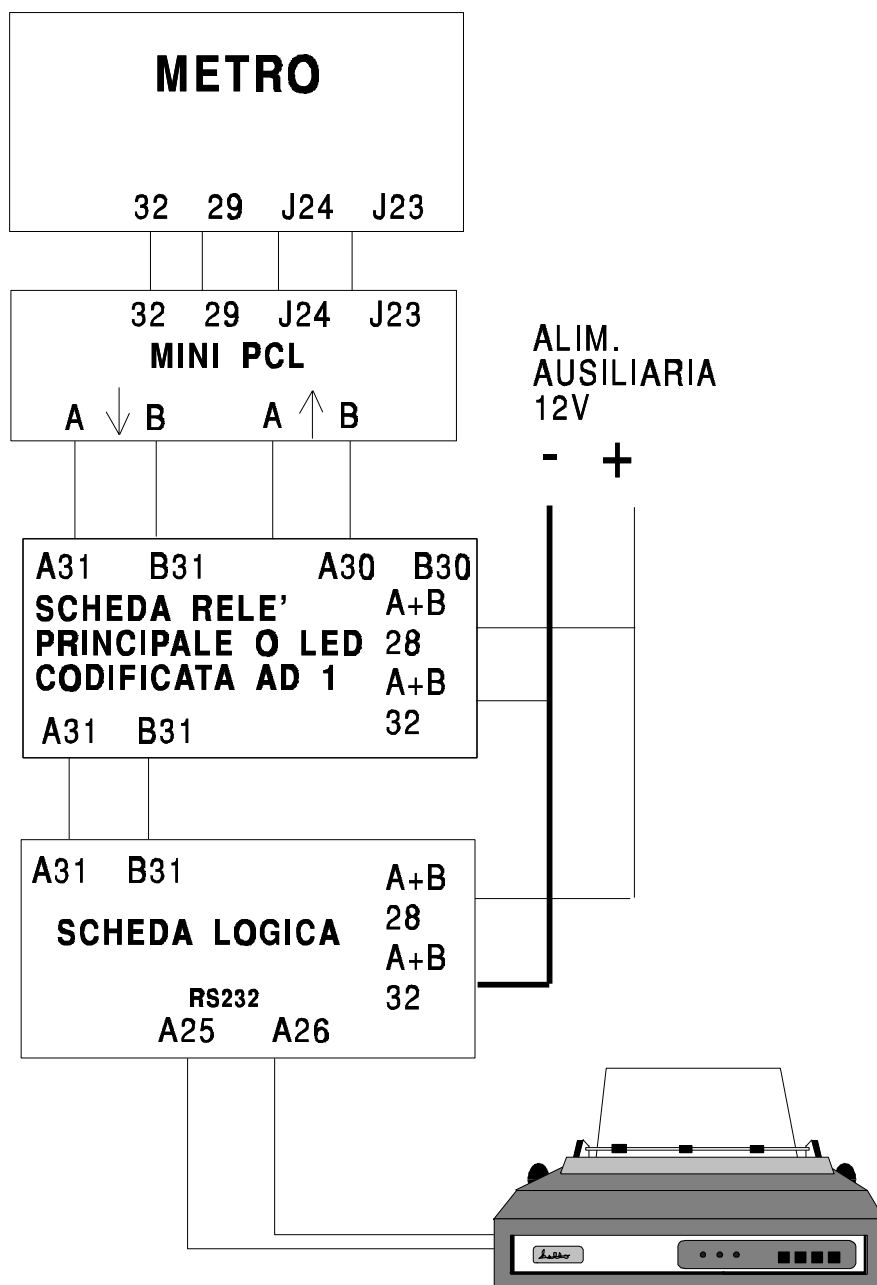 METRO
32 29 J24 J23
32 29 J24 J23
MINI PCL
A B A B
ALIM.
AUSILIARIA
12V
- +
A31 B31 A30 B30
SCHEDA RELE’
PRINCIPALE O LED
CODIFICATA AD 1
A+B
28
A+B
32
A31 B31
A31 B31
A+B
28
A+B
32
SCHEDA LOGICA
RS232
A25 A26